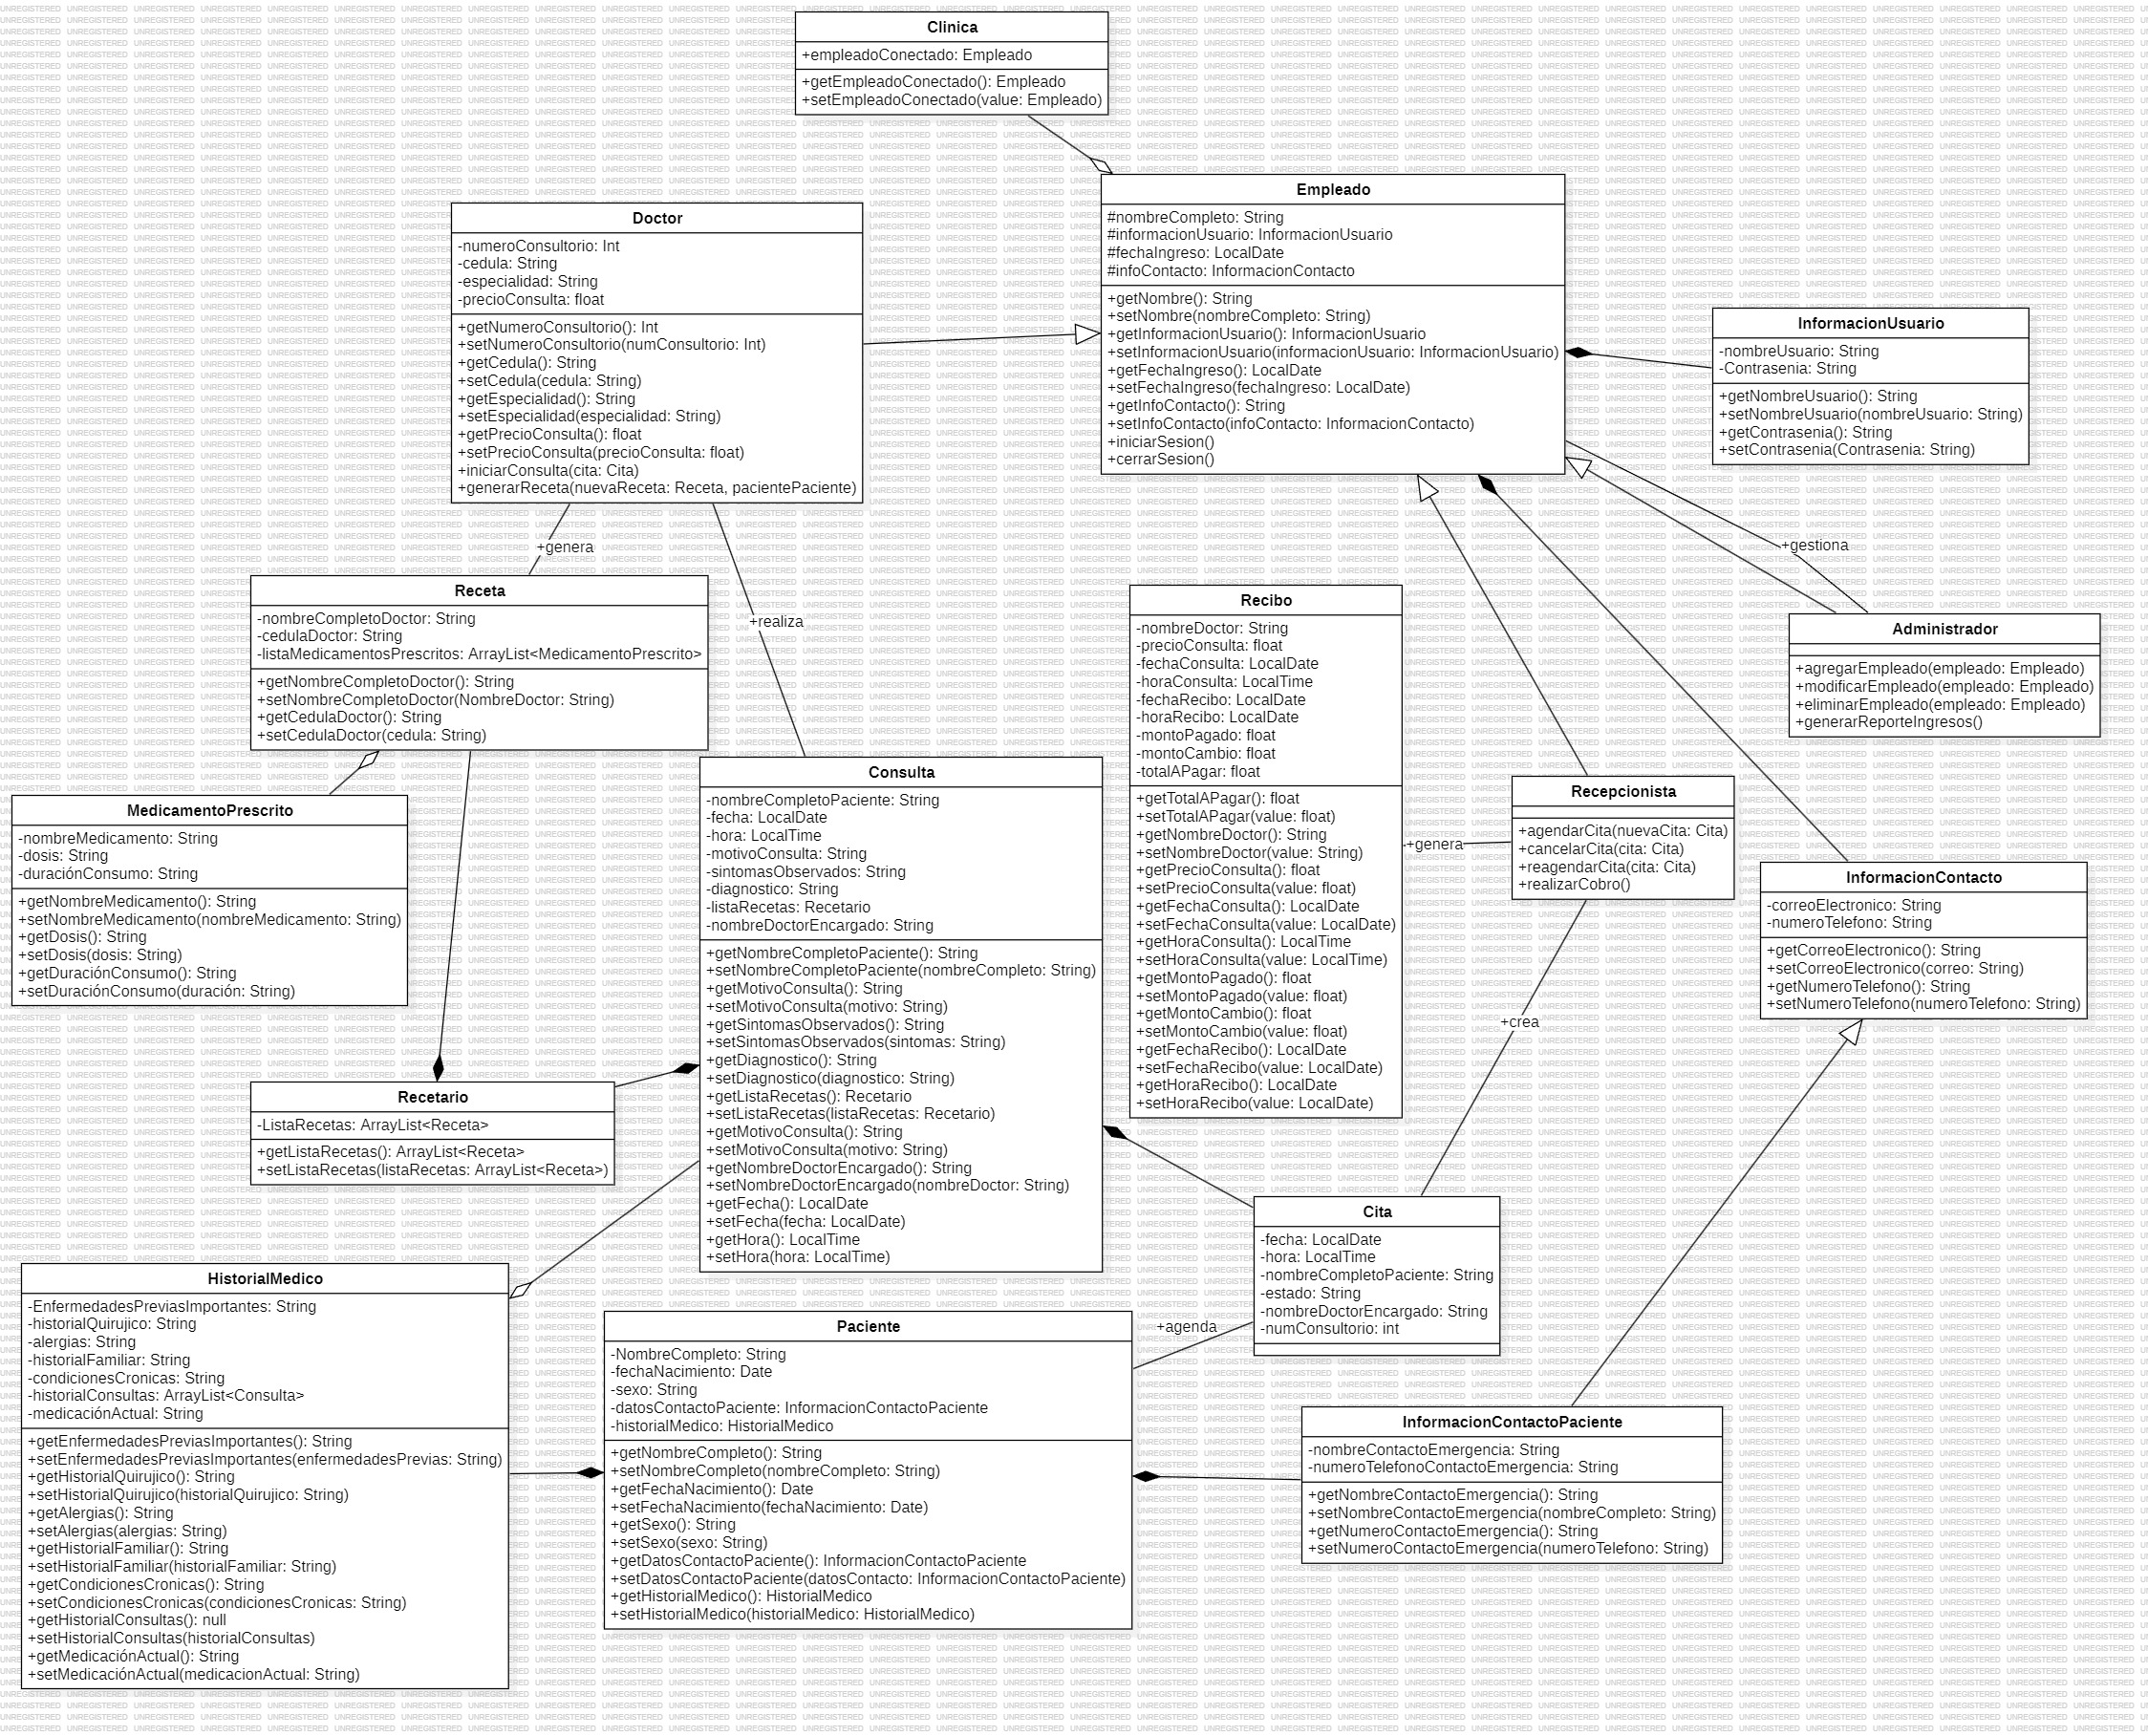 Clinica
+empleadoConectado: Empleado
+getEmpleadoConectado(): Empleado
+setEmpleadoConectado(value: Empleado)
Empleado
#nombreCompleto: String
#informacionUsuario: InformacionUsuario
#fechaIngreso: LocalDate
#infoContacto: InformacionContacto
+getNombre(): String
+setNombre(nombreCompleto: String)
+getInformacionUsuario(): InformacionUsuario
+setInformacionUsuario(informacionUsuario: InformacionUsuario)
+getFechaIngreso(): LocalDate
+setFechaIngreso(fechaIngreso: LocalDate)
+getInfoContacto(): String
+setInfoContacto(infoContacto: InformacionContacto)
+iniciarSesion()
+cerrarSesion()
Doctor
-numeroConsultorio: Int
-cedula: String
-especialidad: String
-precioConsulta: float
+getNumeroConsultorio(): Int
+setNumeroConsultorio(numConsultorio: Int)
+getCedula(): String
+setCedula(cedula: String)
+getEspecialidad(): String
+setEspecialidad(especialidad: String)
+getPrecioConsulta(): float
+setPrecioConsulta(precioConsulta: float)
+iniciarConsulta(cita: Cita)
+generarReceta(nuevaReceta: Receta, pacientePaciente)
InformacionUsuario
-nombreUsuario: String
-Contrasenia: String
+getNombreUsuario(): String
+setNombreUsuario(nombreUsuario: String)
+getContrasenia(): String
+setContrasenia(Contrasenia: String)
+genera
+realiza
+gestiona
Receta
-nombreCompletoDoctor: String
-cedulaDoctor: String
-listaMedicamentosPrescritos: ArrayList<MedicamentoPrescrito>
+getNombreCompletoDoctor(): String
+setNombreCompletoDoctor(NombreDoctor: String)
+getCedulaDoctor(): String
+setCedulaDoctor(cedula: String)
Recibo
-nombreDoctor: String
-precioConsulta: float
-fechaConsulta: LocalDate
-horaConsulta: LocalTime
-fechaRecibo: LocalDate
-horaRecibo: LocalDate
-montoPagado: float
-montoCambio: float
-totalAPagar: float
+getTotalAPagar(): float
+setTotalAPagar(value: float)
+getNombreDoctor(): String
+setNombreDoctor(value: String)
+getPrecioConsulta(): float
+setPrecioConsulta(value: float)
+getFechaConsulta(): LocalDate
+setFechaConsulta(value: LocalDate)
+getHoraConsulta(): LocalTime
+setHoraConsulta(value: LocalTime)
+getMontoPagado(): float
+setMontoPagado(value: float)
+getMontoCambio(): float
+setMontoCambio(value: float)
+getFechaRecibo(): LocalDate
+setFechaRecibo(value: LocalDate)
+getHoraRecibo(): LocalDate
+setHoraRecibo(value: LocalDate)
Administrador
+agregarEmpleado(empleado: Empleado)
+modificarEmpleado(empleado: Empleado)
+eliminarEmpleado(empleado: Empleado)
+generarReporteIngresos()
MedicamentoPrescrito
-nombreMedicamento: String
-dosis: String
-duraciónConsumo: String
+getNombreMedicamento(): String
+setNombreMedicamento(nombreMedicamento: String)
+getDosis(): String
+setDosis(dosis: String)
+getDuraciónConsumo(): String
+setDuraciónConsumo(duración: String)
Consulta
-nombreCompletoPaciente: String
-fecha: LocalDate
-hora: LocalTime
-motivoConsulta: String
-sintomasObservados: String
-diagnostico: String
-listaRecetas: Recetario
-nombreDoctorEncargado: String
+getNombreCompletoPaciente(): String
+setNombreCompletoPaciente(nombreCompleto: String)
+getMotivoConsulta(): String
+setMotivoConsulta(motivo: String)
+getSintomasObservados(): String
+setSintomasObservados(sintomas: String)
+getDiagnostico(): String
+setDiagnostico(diagnostico: String)
+getListaRecetas(): Recetario
+setListaRecetas(listaRecetas: Recetario)
+getMotivoConsulta(): String
+setMotivoConsulta(motivo: String)
+getNombreDoctorEncargado(): String
+setNombreDoctorEncargado(nombreDoctor: String)
+getFecha(): LocalDate
+setFecha(fecha: LocalDate)
+getHora(): LocalTime
+setHora(hora: LocalTime)
+genera
Recepcionista
+agendarCita(nuevaCita: Cita)
+cancelarCita(cita: Cita)
+reagendarCita(cita: Cita)
+realizarCobro()
InformacionContacto
-correoElectronico: String
-numeroTelefono: String
+getCorreoElectronico(): String
+setCorreoElectronico(correo: String)
+getNumeroTelefono(): String
+setNumeroTelefono(numeroTelefono: String)
+crea
Recetario
-ListaRecetas: ArrayList<Receta>
+getListaRecetas(): ArrayList<Receta>
+setListaRecetas(listaRecetas: ArrayList<Receta>)
Cita
-fecha: LocalDate
-hora: LocalTime
-nombreCompletoPaciente: String
-estado: String
-nombreDoctorEncargado: String
-numConsultorio: int
+agenda
HistorialMedico
-EnfermedadesPreviasImportantes: String
-historialQuirujico: String
-alergias: String
-historialFamiliar: String
-condicionesCronicas: String
-historialConsultas: ArrayList<Consulta>
-medicaciónActual: String
+getEnfermedadesPreviasImportantes(): String
+setEnfermedadesPreviasImportantes(enfermedadesPrevias: String)
+getHistorialQuirujico(): String
+setHistorialQuirujico(historialQuirujico: String)
+getAlergias(): String
+setAlergias(alergias: String)
+getHistorialFamiliar(): String
+setHistorialFamiliar(historialFamiliar: String)
+getCondicionesCronicas(): String
+setCondicionesCronicas(condicionesCronicas: String)
+getHistorialConsultas(): null
+setHistorialConsultas(historialConsultas)
+getMedicaciónActual(): String
+setMedicaciónActual(medicacionActual: String)
Paciente
-NombreCompleto: String
-fechaNacimiento: Date
-sexo: String
-datosContactoPaciente: InformacionContactoPaciente
-historialMedico: HistorialMedico
+getNombreCompleto(): String
+setNombreCompleto(nombreCompleto: String)
+getFechaNacimiento(): Date
+setFechaNacimiento(fechaNacimiento: Date)
+getSexo(): String
+setSexo(sexo: String)
+getDatosContactoPaciente(): InformacionContactoPaciente
+setDatosContactoPaciente(datosContacto: InformacionContactoPaciente)
+getHistorialMedico(): HistorialMedico
+setHistorialMedico(historialMedico: HistorialMedico)
InformacionContactoPaciente
-nombreContactoEmergencia: String
-numeroTelefonoContactoEmergencia: String
+getNombreContactoEmergencia(): String
+setNombreContactoEmergencia(nombreCompleto: String)
+getNumeroContactoEmergencia(): String
+setNumeroContactoEmergencia(numeroTelefono: String)
UNREGISTERED